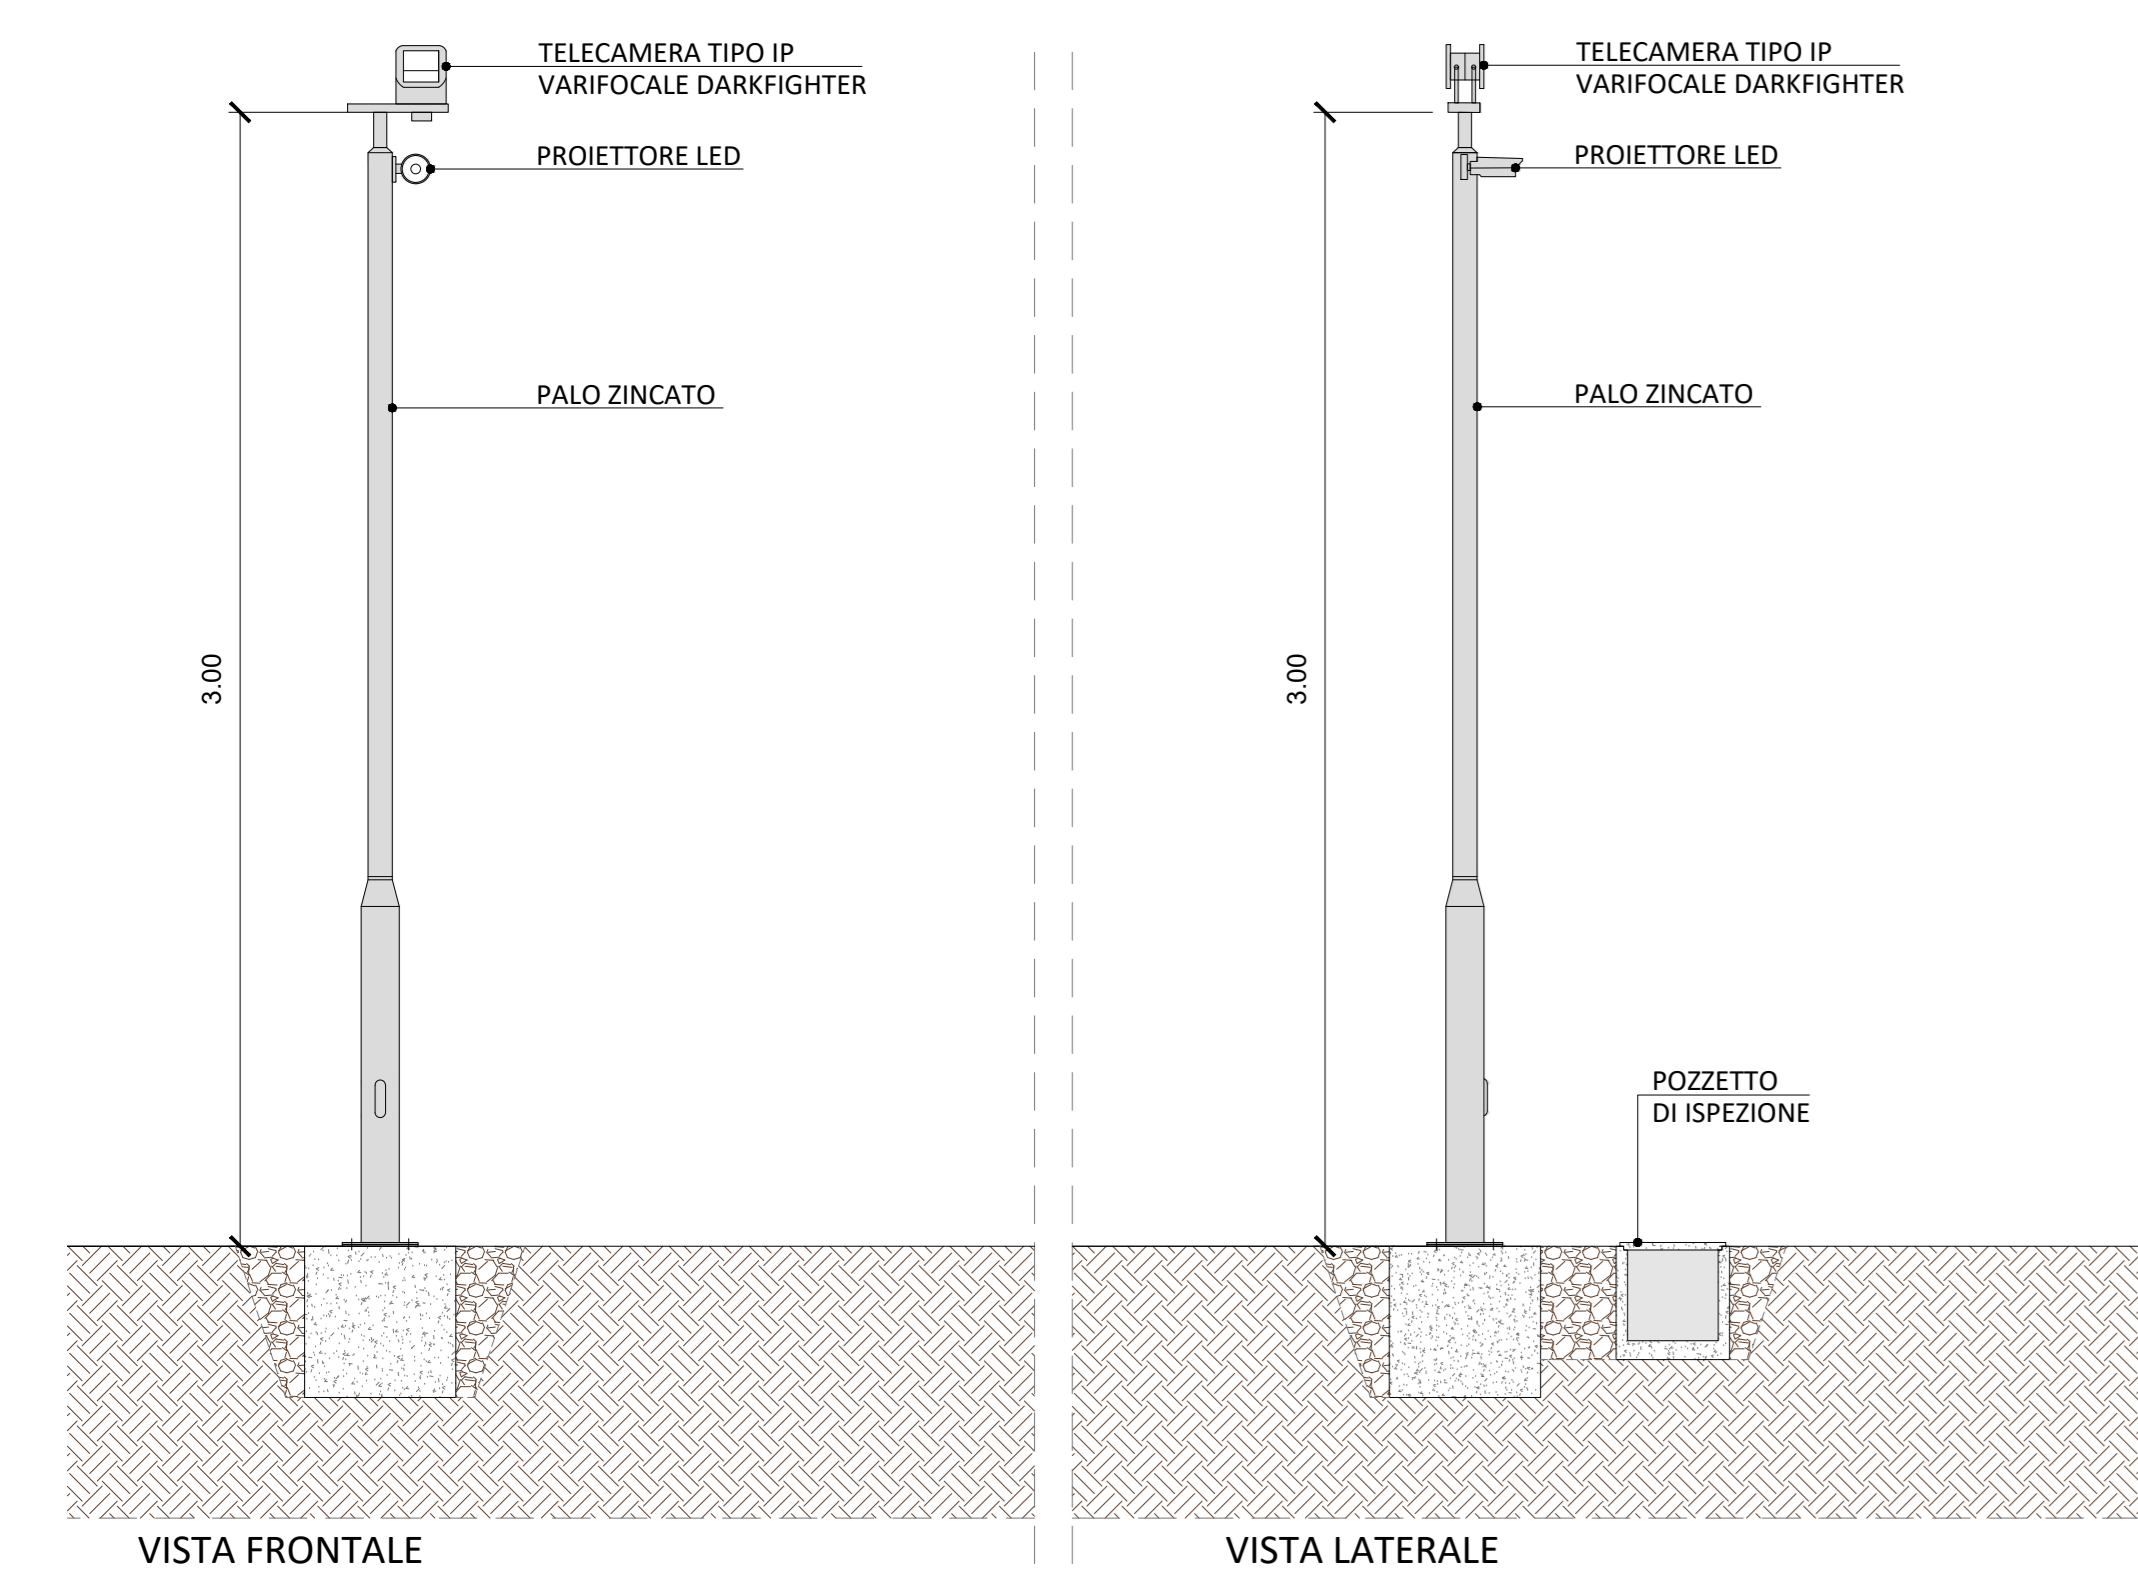 TELECAMERA TIPO IP
VARIFOCALE DARKFIGHTER
PROIETTORE LED
PALO ZINCATO
3.00
VISTA FRONTALE
TELECAMERA TIPO IP
VARIFOCALE DARKFIGHTER
PROIETTORE LED
PALO ZINCATO
3.00
POZZETTO
DI ISPEZIONE
VISTA LATERALE